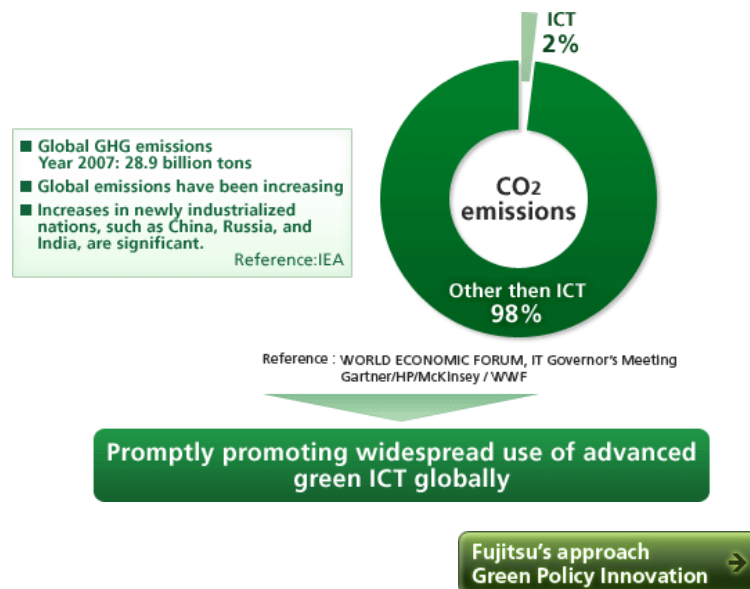 ICT
2%
■ Global GHG emissions
Year 2007: 28.9 billion tons
■ Global emissions have been increasing
■ Increases in newly industrialized
nations, such as China, Russia, and
India, are significant.
Reference:IEA
CO2
emissions
Other then ICT
98%
Reference : WORLD ECONOMIC FORUM, IT Governor's Meeting
Gartner/HP/McKinsey / WWF
Promptly promoting widespread use of advanced
green ICT globally
Fujitsu's approach
Green Policy Innovation